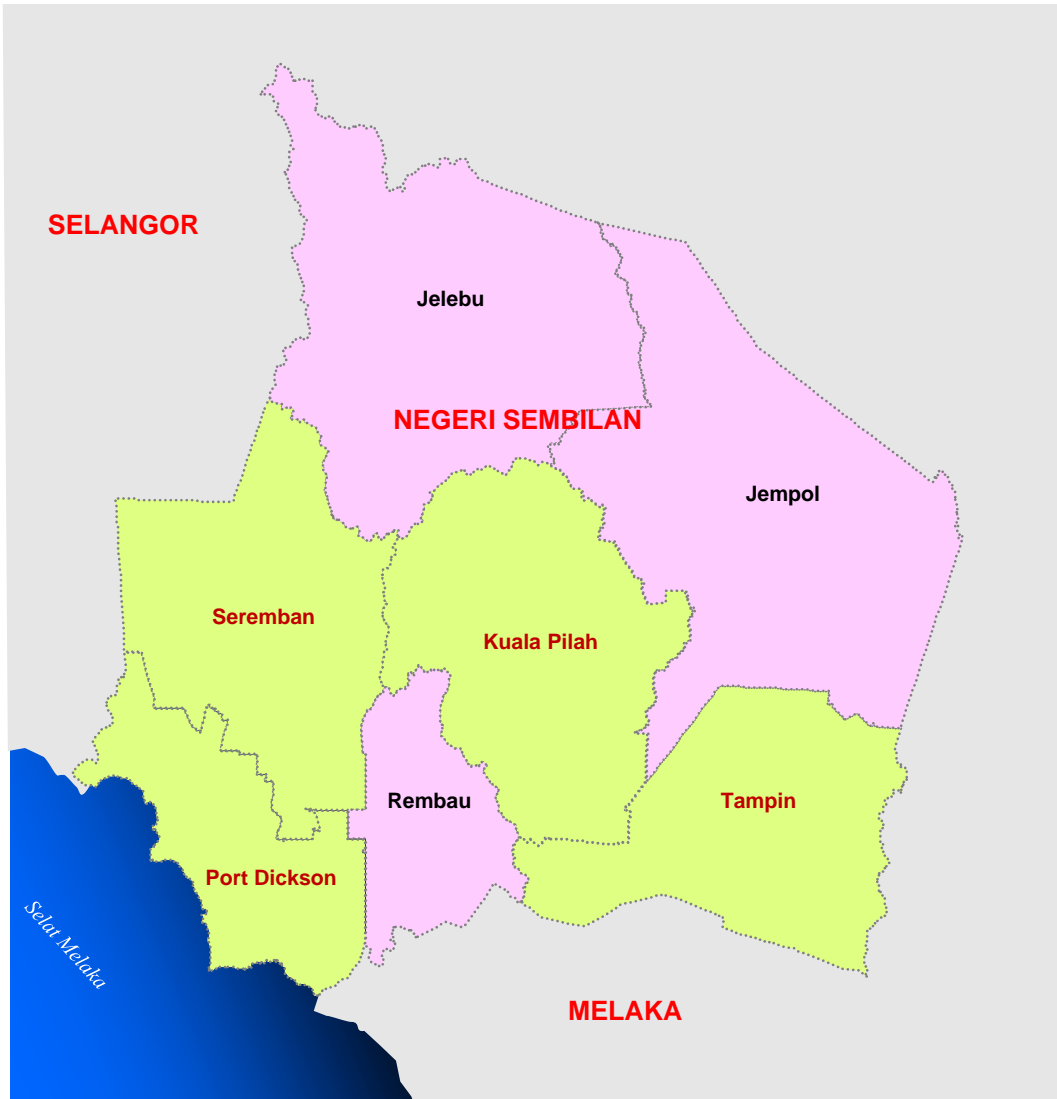 SELANGOR
Jelebu
NEGERI SEMBILAN
Jempol
Seremban
Kuala Pilah
Rembau
Tampin
Port Dickson
Selat Melaka
MELAKA